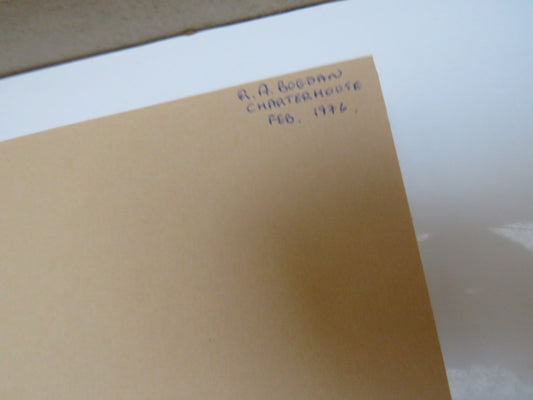 R. A. BOGDAN
CHARTERHOUSE
FEB. 1976.